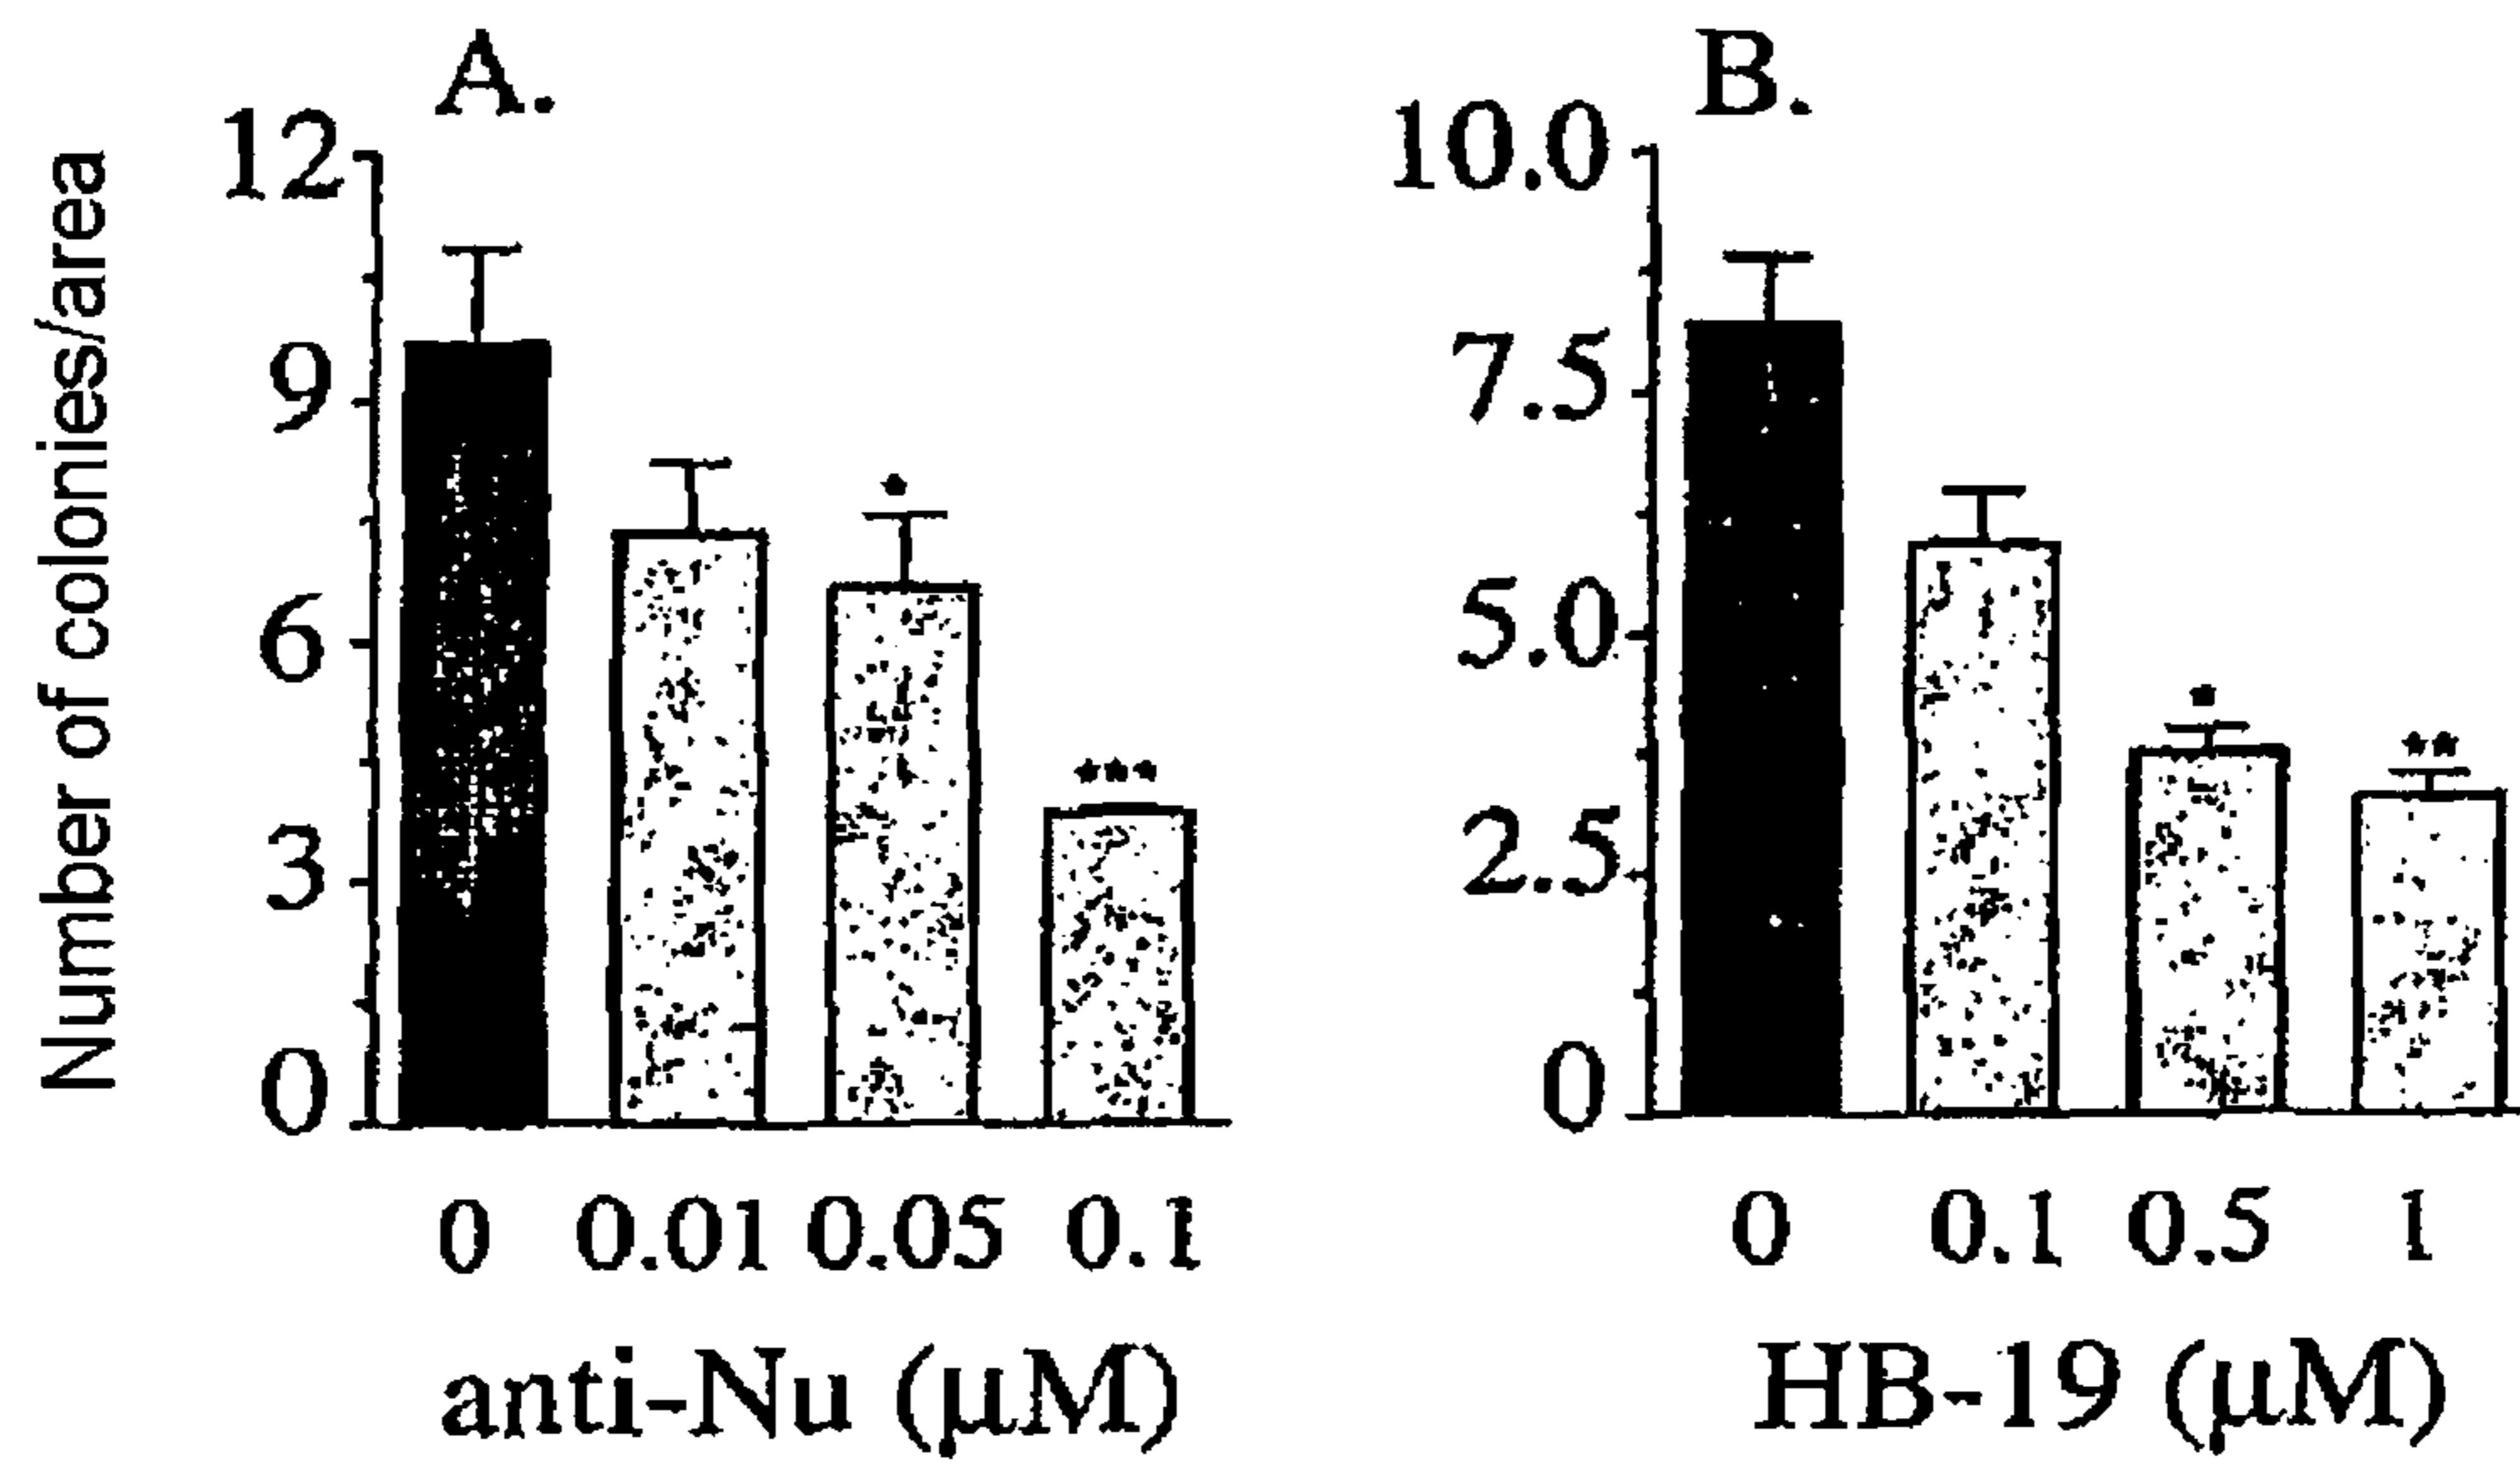 A.
B.
Number of colonies/area
12
9
6
3
0
10.0
7.5
5.0
2.5
0
*
***
*
**
0 0.01 0.05 0.1
0 0.1 0.5 1
anti-Nu (μM)
HB-19 (μM)